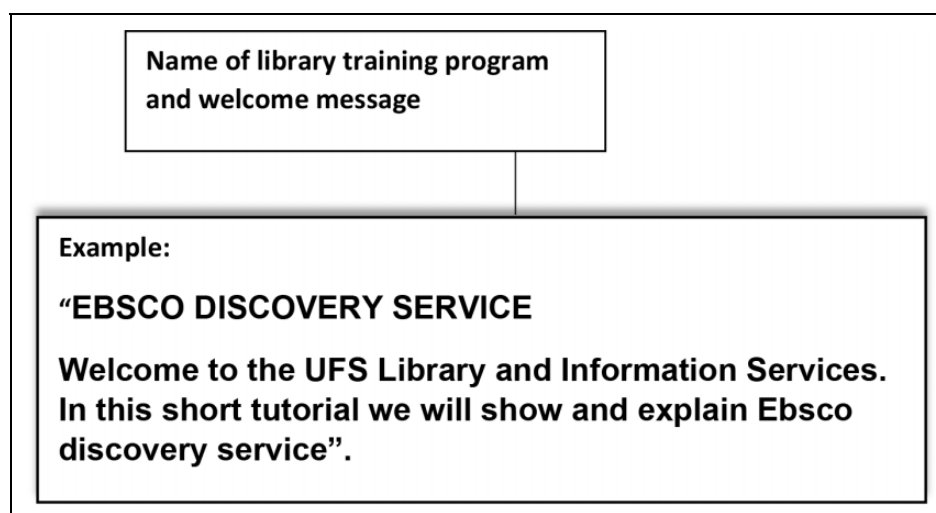 Name of library training program
and welcome message
Example:
“EBSCO DISCOVERY SERVICE
Welcome to the UFS Library and Information Services.
In this short tutorial we will show and explain Ebsco
discovery service”.